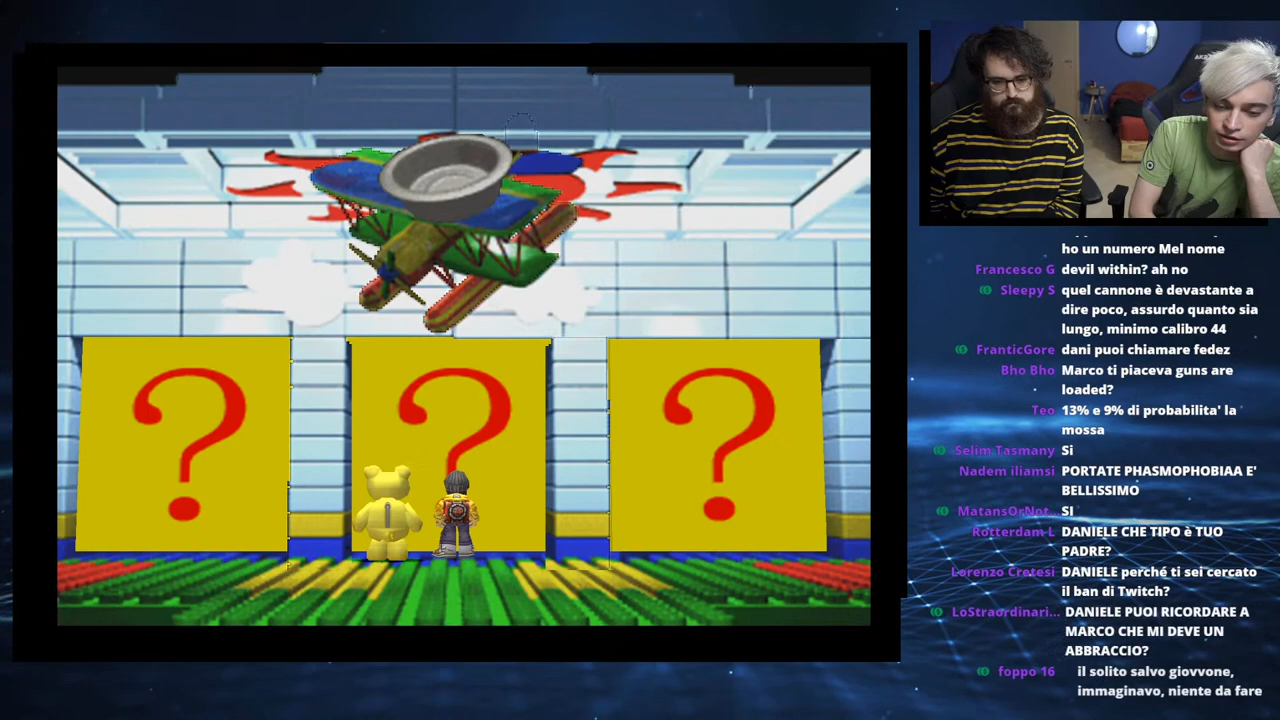 ?
?
?
ho un numero Mel nome
Francesco G devil within? ah no
Sleepy S quel cannone è devastante a
dire poco, assurdo quanto sia
lungo, minimo calibro 44
FranticGore dani puoi chiamare fedez
Bho Bho Marco ti piaceva guns are
loaded?
Teo 13% e 9% di probabilita' la
mossa
Selim Tasmany Si
Nadem iliamsi PORTATE PHASMOPHOBIAA E'
BELLISSIMO
MatansOrNot... SI
Rotterdam L DANIELE CHE TIPO è TUO
PADRE?
Lorenzo Cretesi DANIELE perché ti sei cercato
il ban di Twitch?
LoStraordinari... DANIELE PUOI RICORDARE A
MARCO CHE MI DEVE UN
ABBRACCIO?
foppo 16 il solito salvo giovvone,
immaginavo, niente da fare